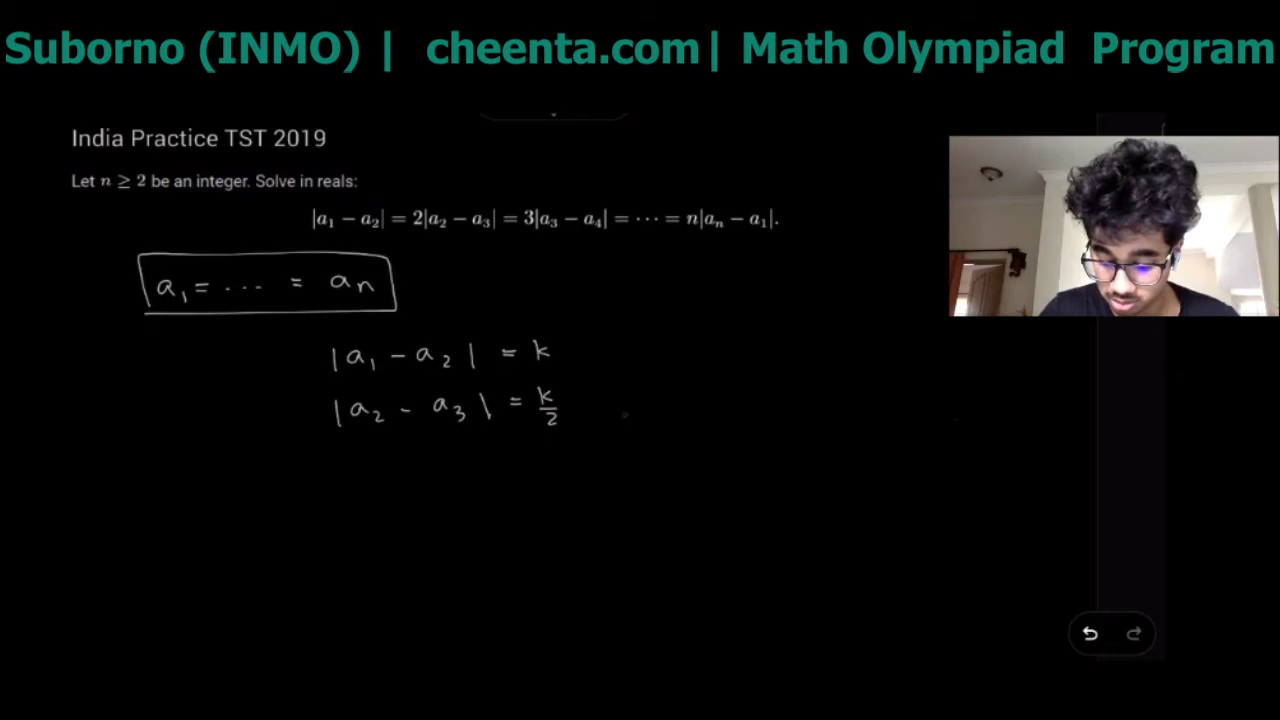 Suborno (INMO) | cheenta.com | Math Olympiad Program
India Practice TST 2019
Let n ≥ 2 be an integer. Solve in reals:
|a₁ − a₂| = 2|a₂ − a₃| = 3|a₃ − a₄| = ⋯ = n|aₙ − a₁|.
a₁ = ... = aₙ
|a₁ − a₂| = k
|a₂ − a₃| = k/2